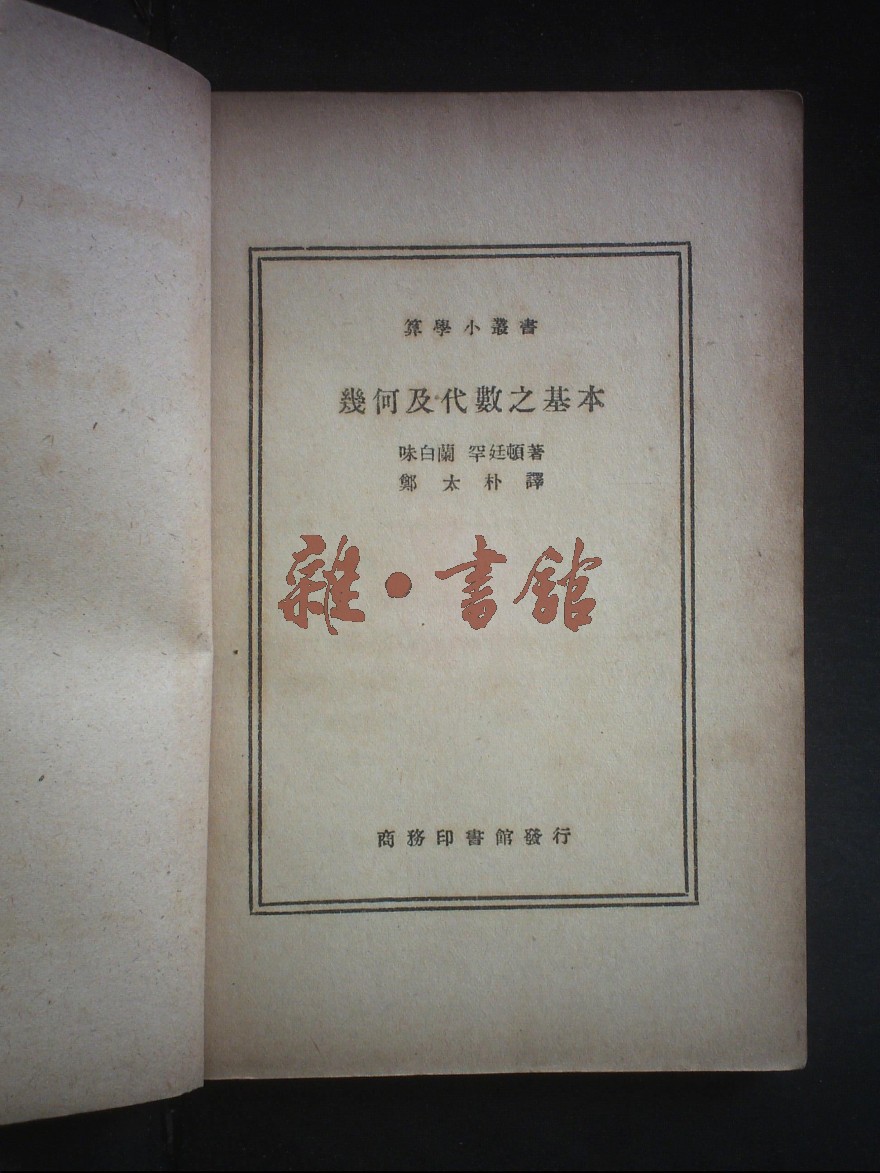 算學小叢書
幾何及代數之基本
味白蘭 罕廷頓著
鄭太朴譯
雜·書館
商務印書館發行